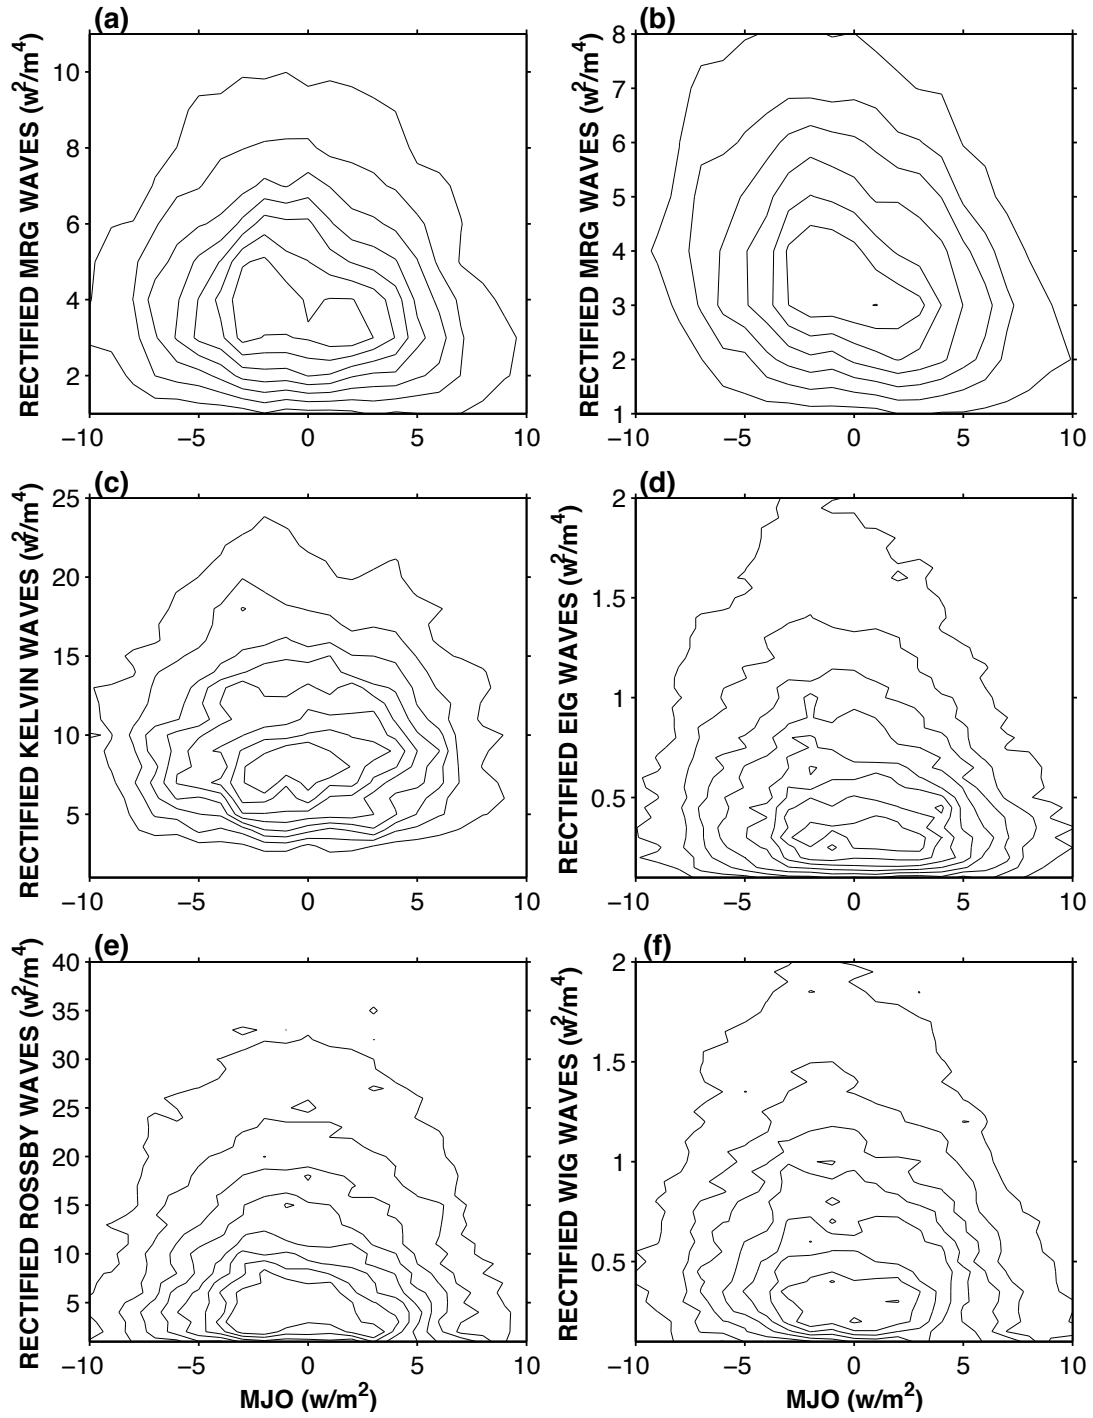 (a)
RECTIFIED MRG WAVES (w²/m⁴)
10
8
6
4
2
−10 −5 0 5 10
(b)
RECTIFIED MRG WAVES (w²/m⁴)
8
7
6
5
4
3
2
1
−10 −5 0 5 10
(c)
RECTIFIED KELVIN WAVES (w²/m⁴)
25
20
15
10
5
−10 −5 0 5 10
(d)
RECTIFIED EIG WAVES (w²/m⁴)
2
1.5
1
0.5
−10 −5 0 5 10
(e)
RECTIFIED ROSSBY WAVES (w²/m⁴)
40
35
30
25
20
15
10
5
−10 −5 0 5 10
MJO (w/m²)
(f)
RECTIFIED WIG WAVES (w²/m⁴)
2
1.5
1
0.5
−10 −5 0 5 10
MJO (w/m²)